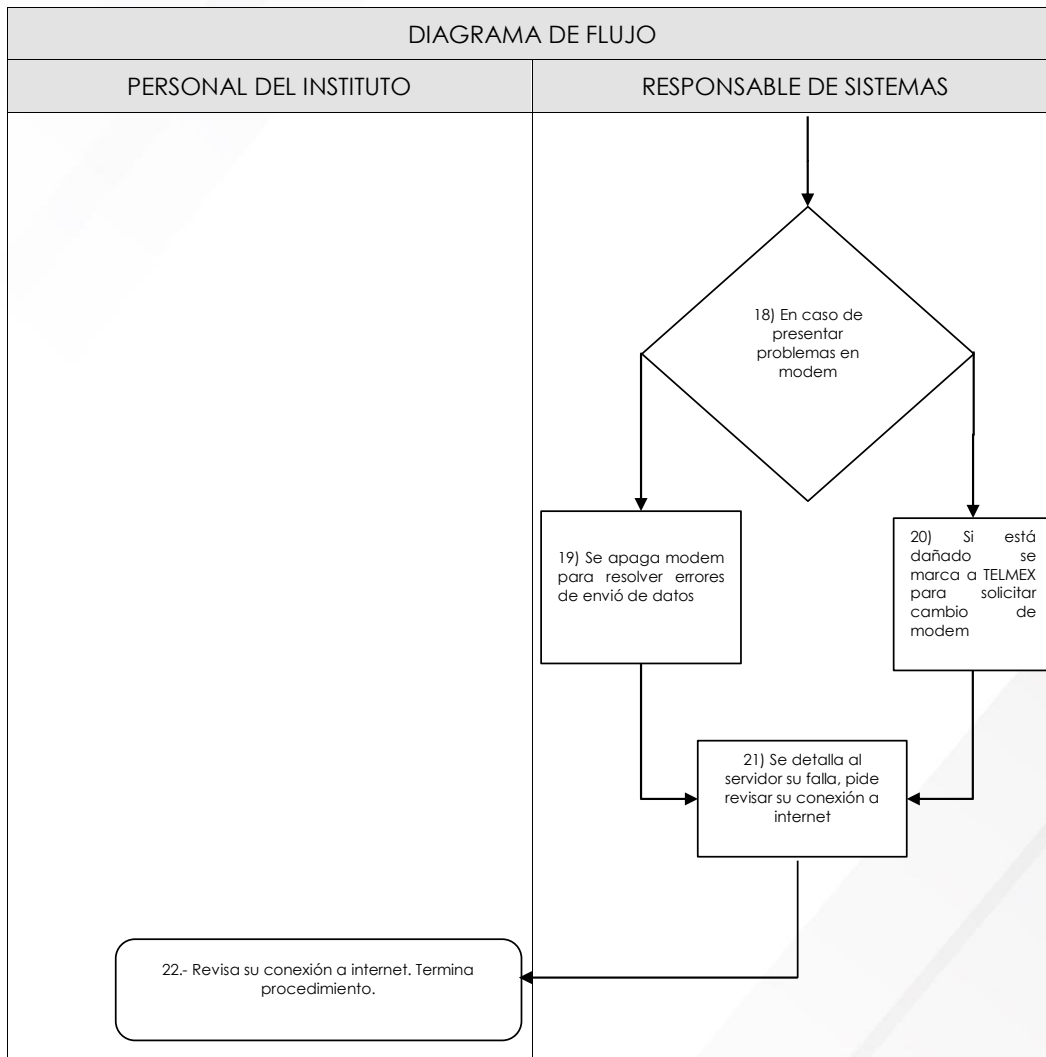 DIAGRAMA DE FLUJO
PERSONAL DEL INSTITUTO
RESPONSABLE DE SISTEMAS
18) En caso de
presentar
problemas en
modem
19) Se apaga modem
para resolver errores
de envió de datos
20) Si está
dañado se
marca a TELMEX
para solicitar
cambio de
modem
21) Se detalla al
servidor su falla, pide
revisar su conexión a
internet
22.- Revisa su conexión a internet. Termina
procedimiento.